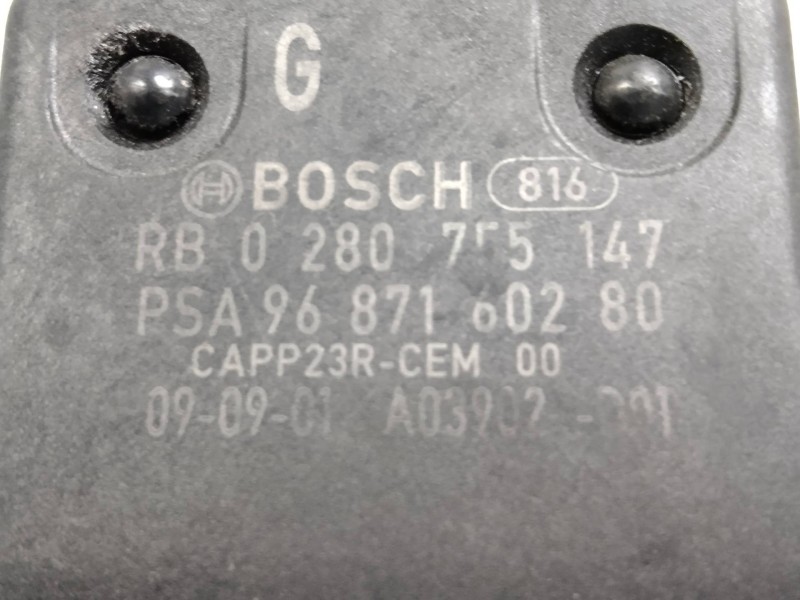 G
BOSCH 816
RB 0 280 755 147
PSA 96 871 602 80
CAPP23R-CEM 00
09-09-01